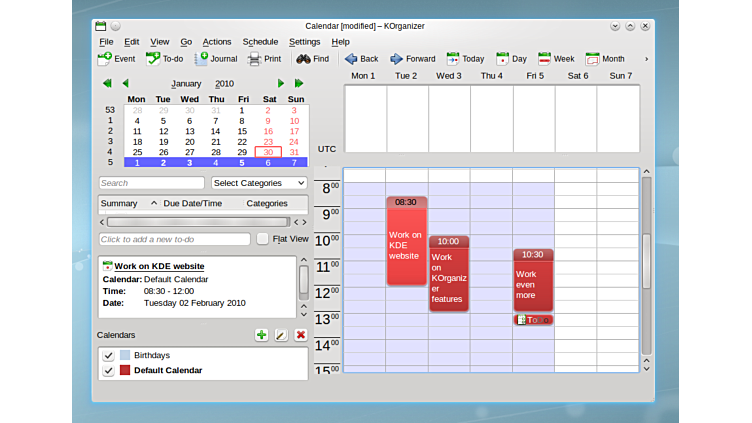 Calendar [modified] – KOrganizer
File Edit View Go Actions Schedule Settings Help
Event To-do Journal Print Find Back Forward Today Day Week Month
January 2010
Mon Tue Wed Thu Fri Sat Sun
53 28 29 30 31 1 2 3
1 4 5 6 7 8 9 10
2 11 12 13 14 15 16 17
3 18 19 20 21 22 23 24
4 25 26 27 28 29 30 31
5 1 2 3 4 5 6 7
Search
Select Categories
Summary Due Date/Time Categories
Click to add a new to-do
Flat View
Work on KDE website
Calendar: Default Calendar
Time: 08:30 - 12:00
Date: Tuesday 02 February 2010
Calendars
Birthdays
Default Calendar
Mon 1 Tue 2 Wed 3 Thu 4 Fri 5 Sat 6 Sun 7
UTC
8 00
9 00
10 00
11 00
12 00
13 00
14 00
15 00
08:30
Work on
KDE
website
10:00
Work
on
KOrganiz
er
features
10:30
Work
even
more